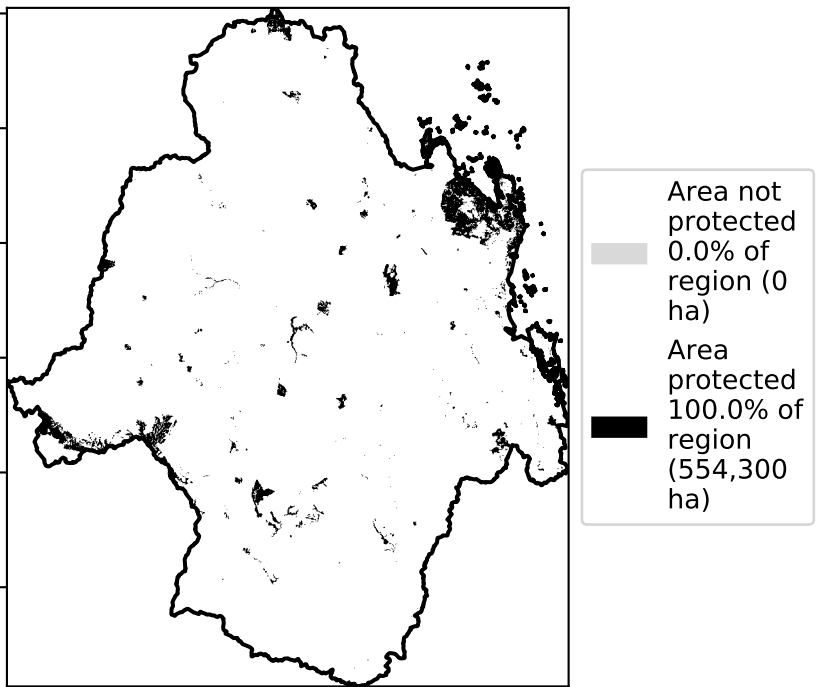 Area not
protected
0.0% of
region (0
ha)
Area
protected
100.0% of
region
(554,300
ha)